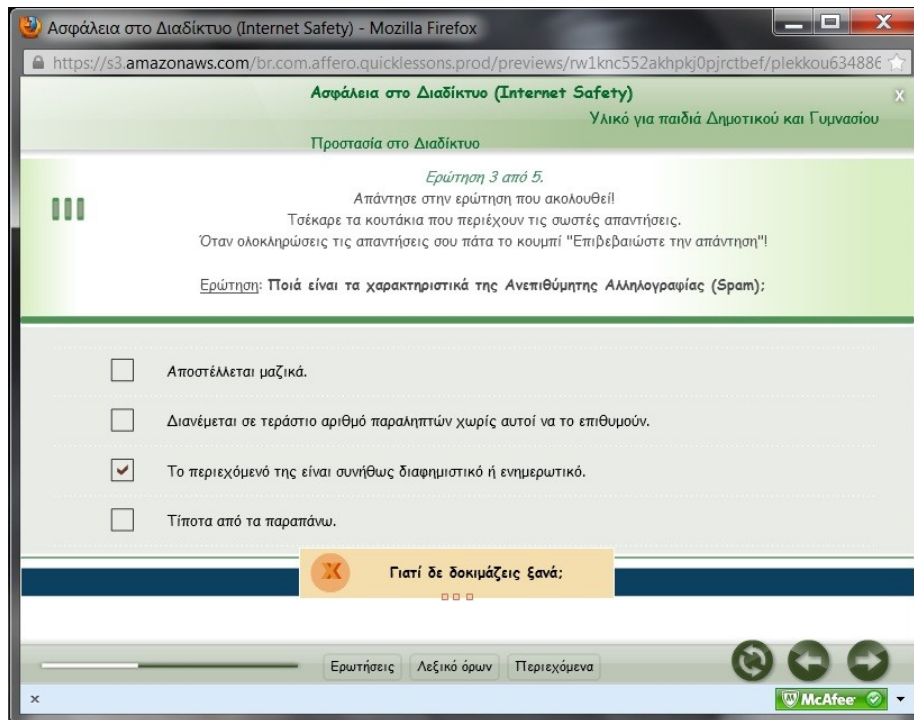 Ασφάλεια στο Διαδίκτυο (Internet Safety) - Mozilla Firefox
https://s3.amazonaws.com/br.com.affero.quicklessons.prod/previews/rw1knc552akhpkj0pjrctbef/plekkou634886
Ασφάλεια στο Διαδίκτυο (Internet Safety)
x
Υλικό για παιδιά Δημοτικού και Γυμνασίου
Προστασία στο Διαδίκτυο
Ερώτηση 3 από 5.
Απάντησε στην ερώτηση που ακολουθεί!
Τσέκαρε τα κουτάκια που περιέχουν τις σωστές απαντήσεις.
Όταν ολοκληρώσεις τις απαντήσεις σου πάτα το κουμπί "Επιβεβαιώστε την απάντηση"!
Ερώτηση: Ποιά είναι τα χαρακτηριστικά της Ανεπιθύμητης Αλληλογραφίας (Spam);
Αποστέλλεται μαζικά.
Διανέμεται σε τεράστιο αριθμό παραληπτών χωρίς αυτοί να το επιθυμούν.
Το περιεχόμενό της είναι συνήθως διαφημιστικό ή ενημερωτικό.
Τίποτα από τα παραπάνω.
X Γιατί δε δοκιμάζεις ξανά;
Ερωτήσεις Λεξικό όρων Περιεχόμενα
x McAfee